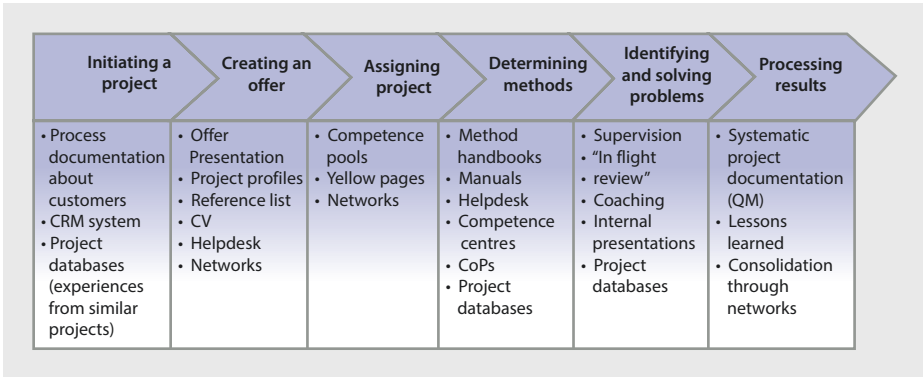 Initiating a
project
Creating an
offer
Assigning
project
Determining
methods
Identifying
and solving
problems
Processing
results
• Process
documentation
about
customers
• CRM system
• Project
databases
(experiences
from similar
projects)
• Offer
Presentation
• Project profiles
• Reference list
• CV
• Helpdesk
• Networks
• Competence
pools
• Yellow pages
• Networks
• Method
handbooks
• Manuals
• Helpdesk
• Competence
centres
• CoPs
• Project
databases
• Supervision
• “In flight
• review”
• Coaching
• Internal
presentations
• Project
databases
• Systematic
project
documentation
(QM)
• Lessons
learned
• Consolidation
through
networks